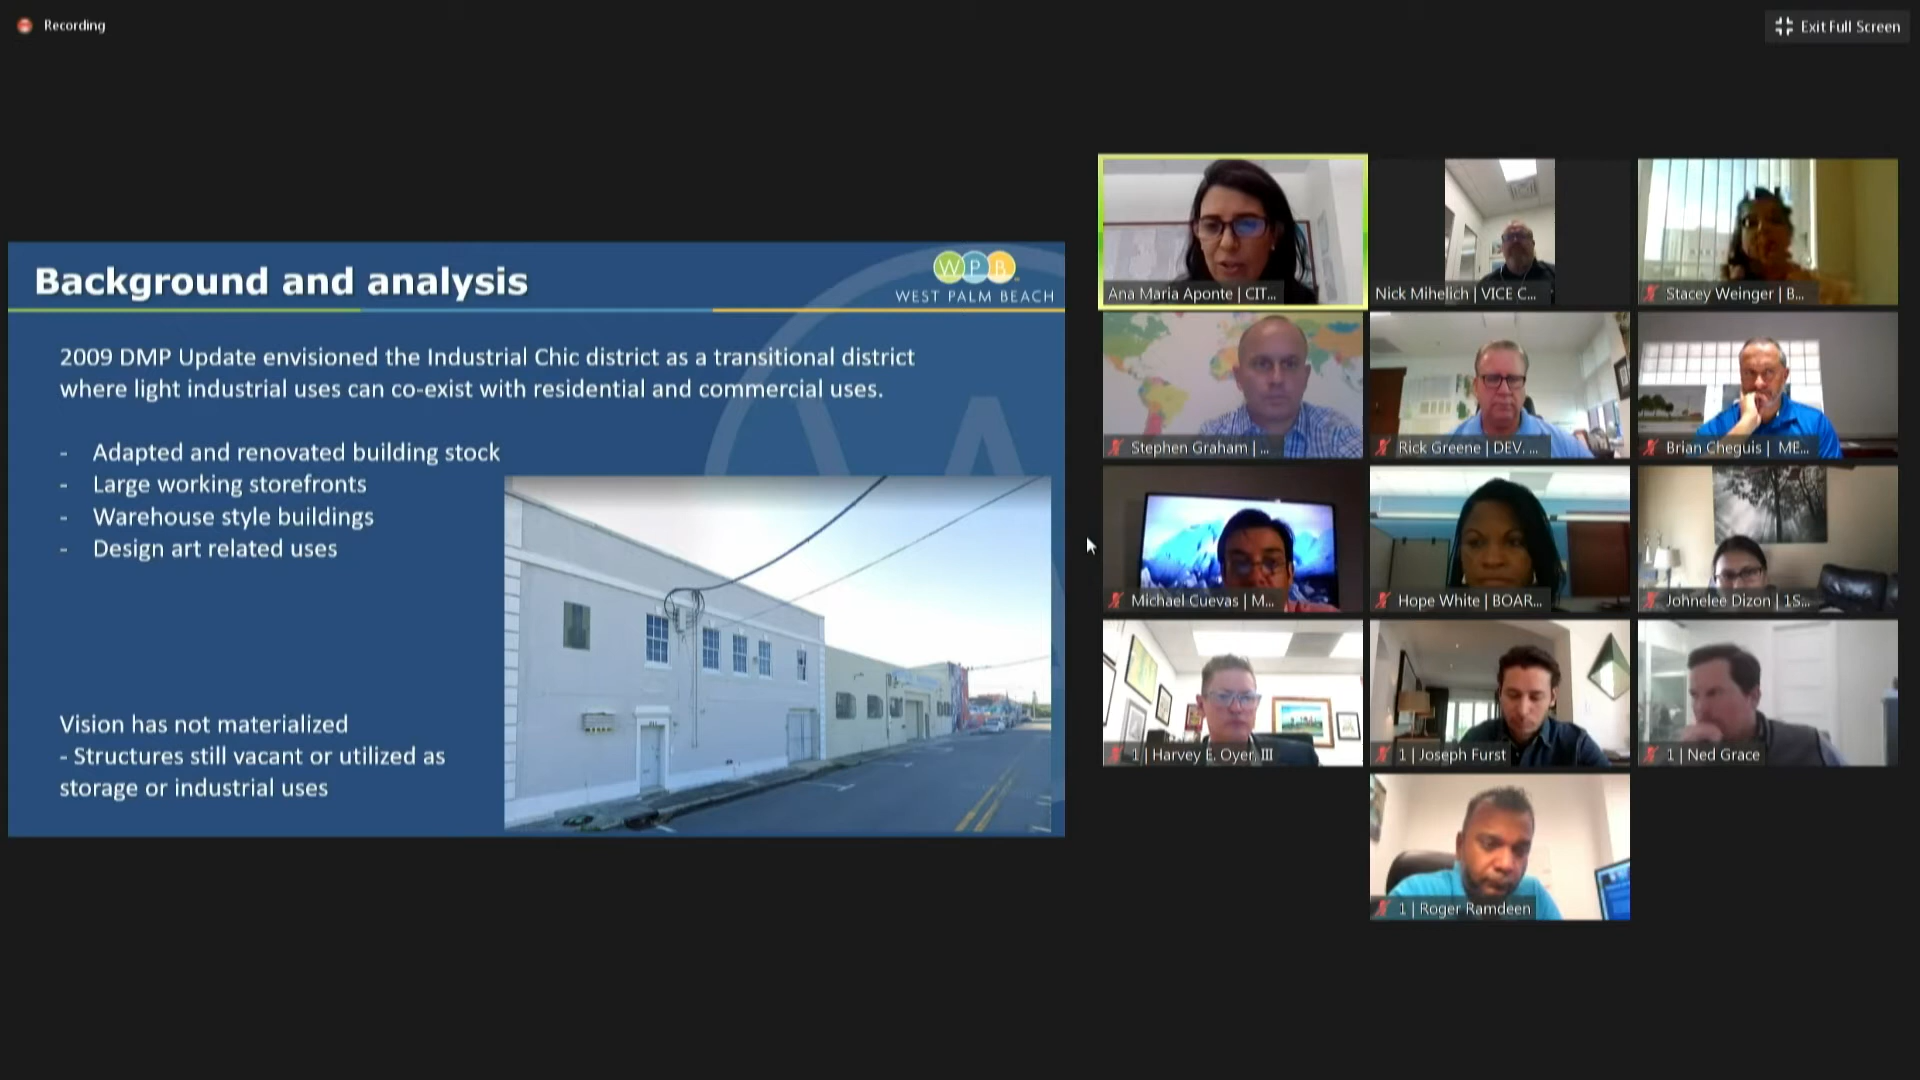 Recording
Exit Full Screen
Background and analysis
WPB
WEST PALM BEACH
2009 DMP Update envisioned the Industrial Chic district as a transitional district
where light industrial uses can co-exist with residential and commercial uses.
- Adapted and renovated building stock
- Large working storefronts
- Warehouse style buildings
- Design art related uses
Vision has not materialized
- Structures still vacant or utilized as
storage or industrial uses
Ana Maria Aponte | CIT...
Nick Mihelich | VICE C...
Stacey Weinger | B...
Stephen Graham | ...
Rick Greene | DEV. ...
Brian Cheguis | ME...
Michael Cuevas | M...
Hope White | BOAR...
Johnelee Dizon | 1S...
1 | Harvey E. Oyer, III
1 | Joseph Furst
1 | Ned Grace
1 | Roger Ramdeen